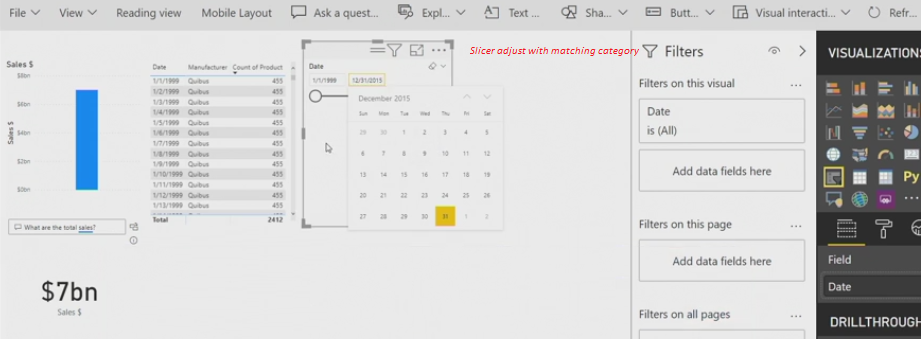 File View Reading view Mobile Layout Ask a quest... Expl... Text ... Sha... Butt... Visual interacti... Refr...
Slicer adjust with matching category
Filters
VISUALIZATIONS
Sales $
$8bn
$6bn
$4bn
$2bn
$0bn
Sales $
Date Manufacturer Count of Product
1/1/1999 Quibus 455
1/2/1999 Quibus 455
1/3/1999 Quibus 455
1/4/1999 Quibus 455
1/5/1999 Quibus 455
1/6/1999 Quibus 455
1/7/1999 Quibus 455
1/8/1999 Quibus 455
1/9/1999 Quibus 455
1/10/1999 Quibus 455
1/11/1999 Quibus 455
1/12/1999 Quibus 455
1/13/1999 Quibus 455
Total 2412
Date
1/1/1999 12/31/2015
December 2015
Sun Mon Tue Wed Thu Fri Sat
29 30 1 2 3 4 5
6 7 8 9 10 11 12
13 14 15 16 17 18 19
20 21 22 23 24 25 26
27 28 29 30 31 1 2
What are the total sales?
$7bn
Sales $
Filters on this visual ...
Date
is (All)
Add data fields here
Filters on this page ...
Add data fields here
Filters on all pages ...
Py
Field
Date
DRILLTHROUGH